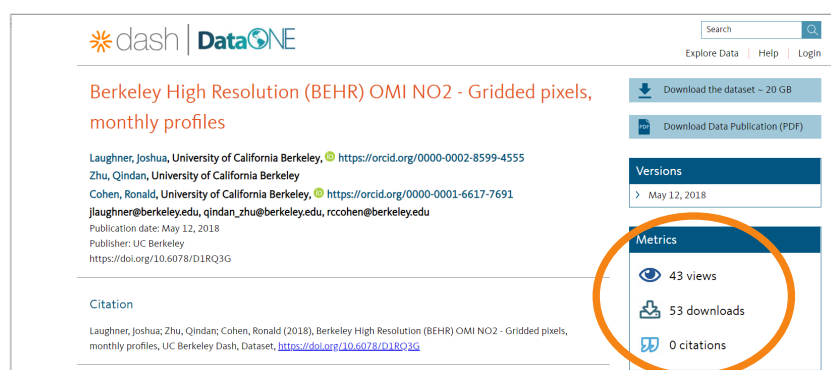 dash | DataONE
Search
Explore Data | Help | Login
Berkeley High Resolution (BEHR) OMI NO2 - Gridded pixels,
monthly profiles
Laughner, Joshua, University of California Berkeley, iD https://orcid.org/0000-0002-8599-4555
Zhu, Qindan, University of California Berkeley
Cohen, Ronald, University of California Berkeley, iD https://orcid.org/0000-0001-6617-7691
jlaughner@berkeley.edu, qindan_zhu@berkeley.edu, rccohen@berkeley.edu
Publication date: May 12, 2018
Publisher: UC Berkeley
https://doi.org/10.6078/D1RQ3G
Citation
Laughner, Joshua; Zhu, Qindan; Cohen, Ronald (2018), Berkeley High Resolution (BEHR) OMI NO2 - Gridded pixels,
monthly profiles, UC Berkeley Dash, Dataset, https://doi.org/10.6078/D1RQ3G
Download the dataset ~ 20 GB
PDF Download Data Publication (PDF)
Versions
> May 12, 2018
Metrics
43 views
53 downloads
0 citations